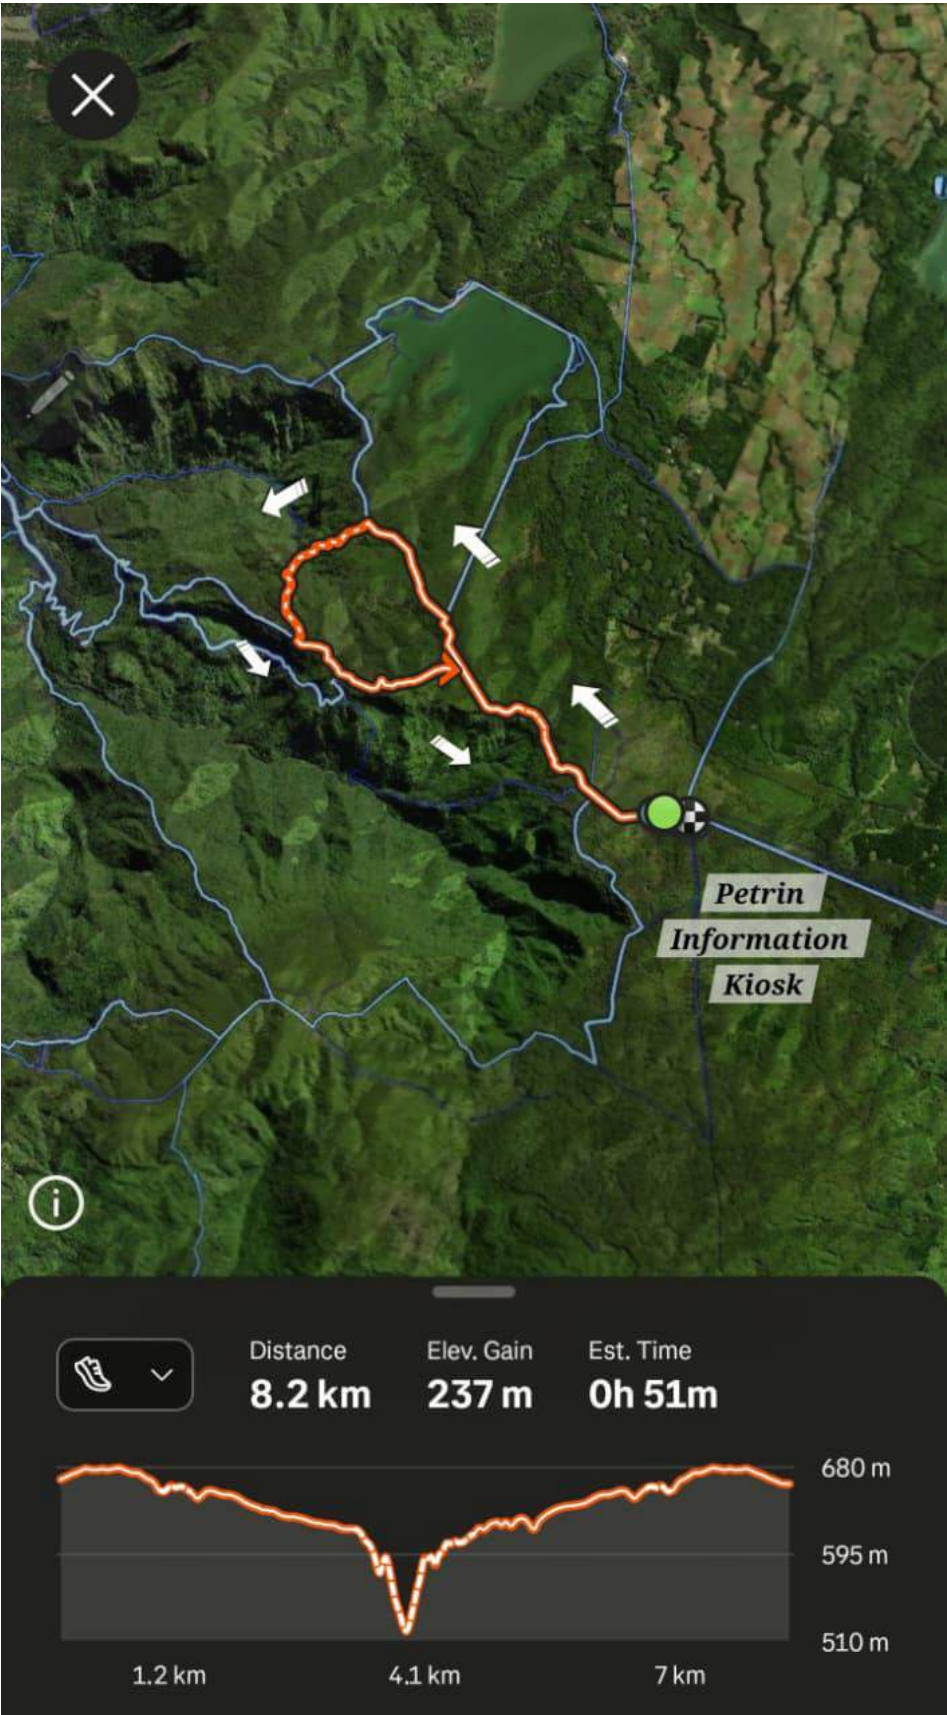 Petrin
Information
Kiosk
Distance
8.2 km
Elev. Gain
237 m
Est. Time
0h 51m
680 m
595 m
510 m
1.2 km
4.1 km
7 km